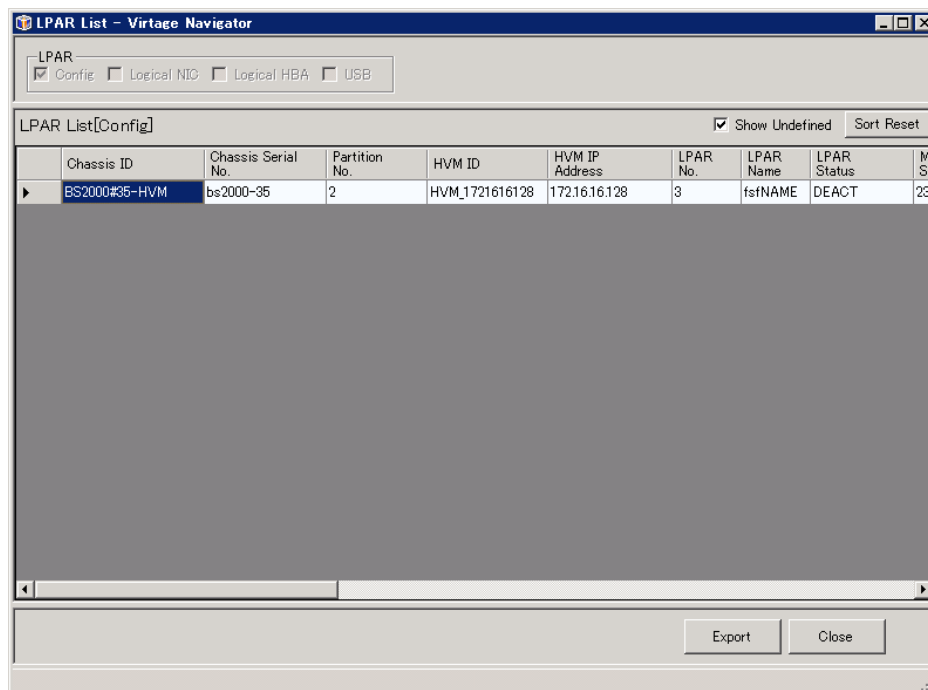 LPAR List - Virtage Navigator
LPAR
Config Logical NIC Logical HBA USB
LPAR List[Config] Show Undefined Sort Reset
Chassis ID Chassis Serial No. Partition No. HVM ID HVM IP Address LPAR No. LPAR Name LPAR Status
BS2000#35-HVM bs2000-35 2 HVM_1721616128 172.16.16.128 3 fsfNAME DEACT 23
Export Close